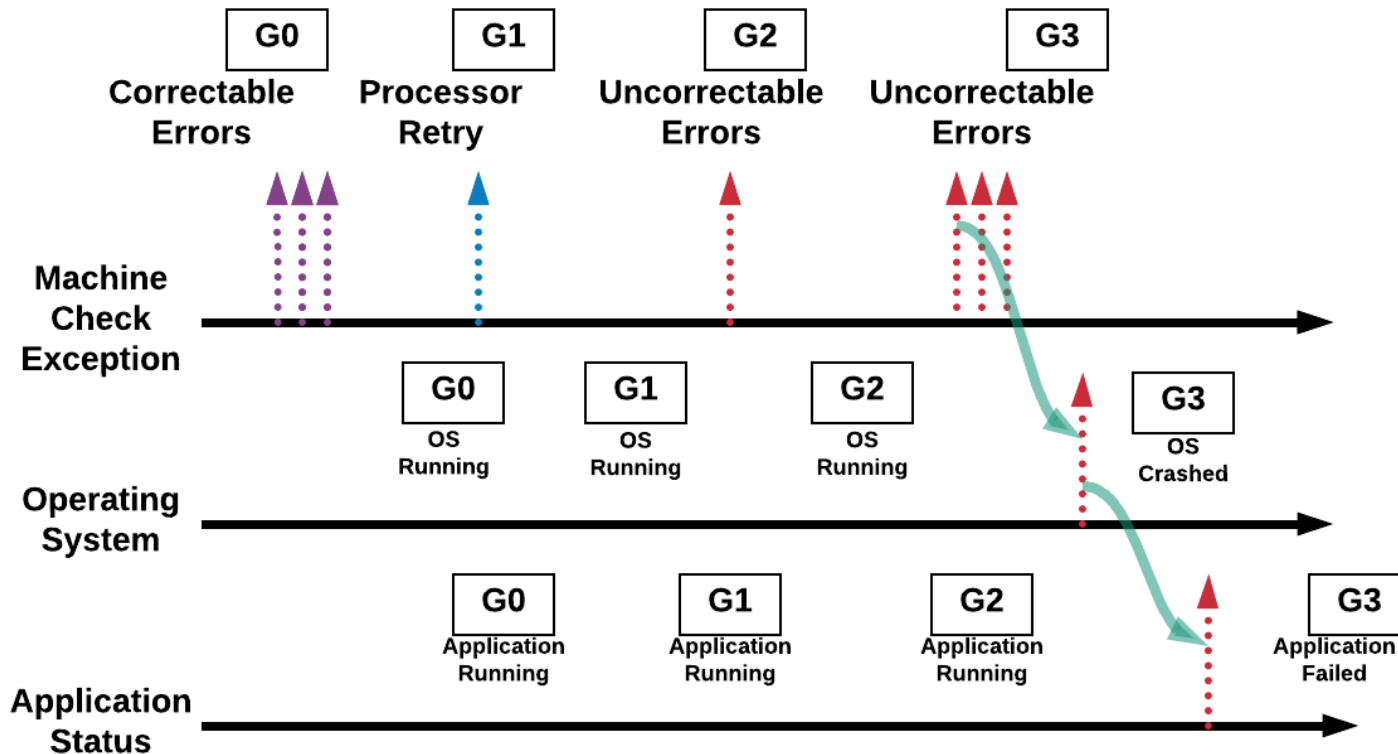 G0
G1
G2
G3
Correctable
Errors
Processor
Retry
Uncorrectable
Errors
Uncorrectable
Errors
Machine
Check
Exception
G0
OS
Running
G1
OS
Running
G2
OS
Running
G3
OS
Crashed
Operating
System
G0
Application
Running
G1
Application
Running
G2
Application
Running
G3
Application
Failed
Application
Status